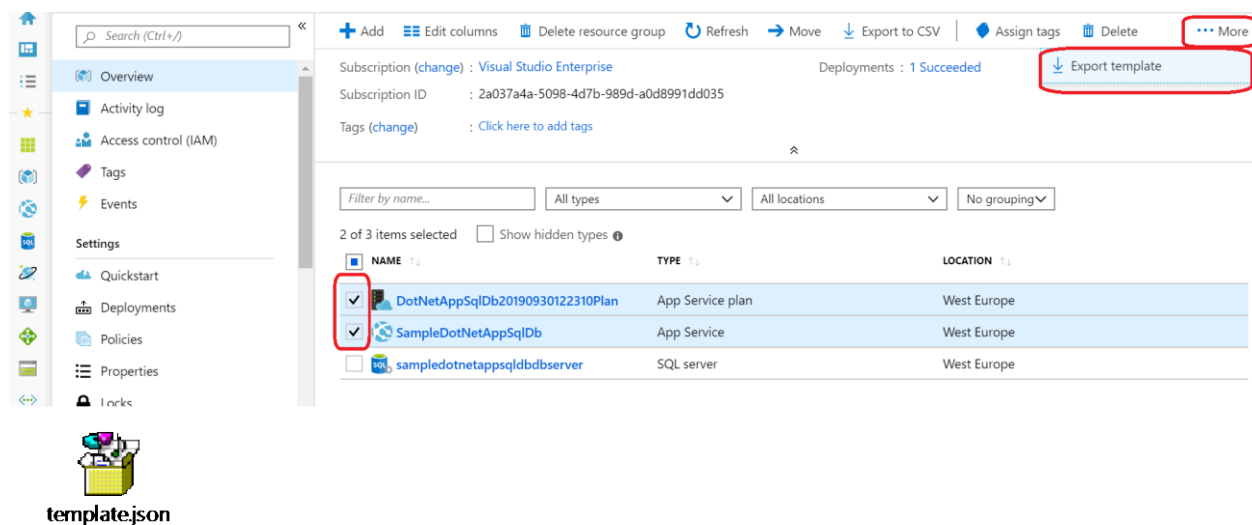 Search (Ctrl+/)
«
Add Edit columns Delete resource group Refresh Move Export to CSV Assign tags Delete ··· More
Export template
Overview
Activity log
Access control (IAM)
Tags
Events
Settings
Quickstart
Deployments
Policies
Properties
Locks
Subscription (change) : Visual Studio Enterprise Deployments : 1 Succeeded
Subscription ID : 2a037a4a-5098-4d7b-989d-a0d8991dd035
Tags (change) : Click here to add tags
Filter by name... All types All locations No grouping
2 of 3 items selected Show hidden types
NAME TYPE LOCATION
DotNetAppSqlDb20190930122310Plan App Service plan West Europe
SampleDotNetAppSqlDb App Service West Europe
SQL sampledotnetappsqldbdbserver SQL server West Europe
SQL
template.json